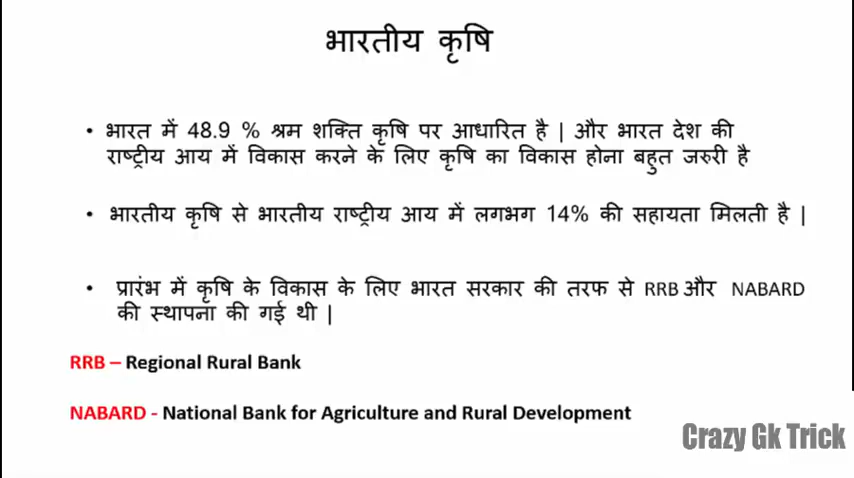 भारतीय कृषि
• भारत में 48.9 % श्रम शक्ति कृषि पर आधारित है | और भारत देश की
राष्ट्रीय आय में विकास करने के लिए कृषि का विकास होना बहुत जरुरी है
• भारतीय कृषि से भारतीय राष्ट्रीय आय में लगभग 14% की सहायता मिलती है |
• प्रारंभ में कृषि के विकास के लिए भारत सरकार की तरफ से RRB और NABARD
की स्थापना की गई थी |
RRB – Regional Rural Bank
NABARD - National Bank for Agriculture and Rural Development
Crazy Gk Trick